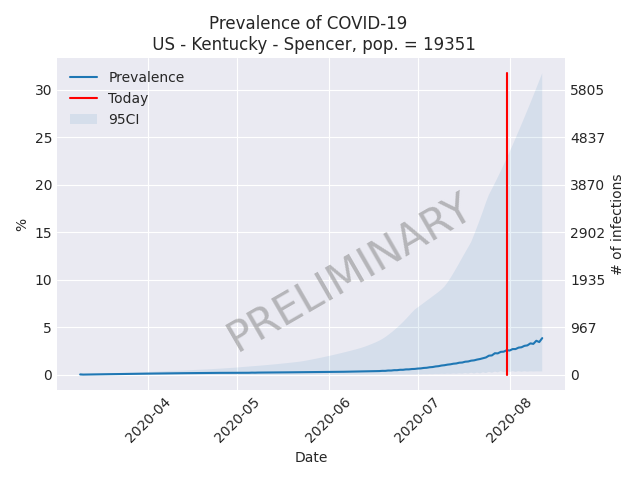 Prevalence of COVID-19
US - Kentucky - Spencer, pop. = 19351
Prevalence
Today
95CI
30
25
20
15
10
5
0
%
5805
4837
3870
2902
1935
967
0
# of infections
PRELIMINARY
2020-04
2020-05
2020-06
2020-07
2020-08
Date